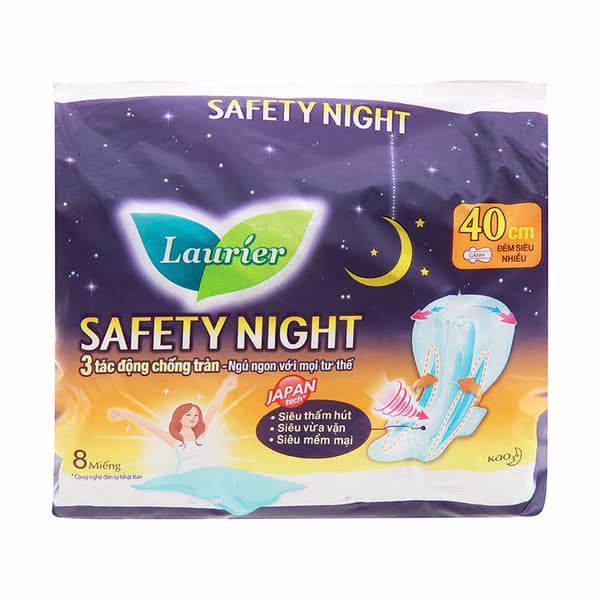 SAFETY NIGHT
Laurier
40cm
CÁNH
ĐÊM SIÊU
NHIỀU
SAFETY NIGHT
3 tác động chống tràn - Ngủ ngon với mọi tư thế
JAPAN
tech*
• Siêu thấm hút
• Siêu vừa vặn
• Siêu mềm mại
8 Miếng
* Công nghệ đến từ Nhật Bản
Kao